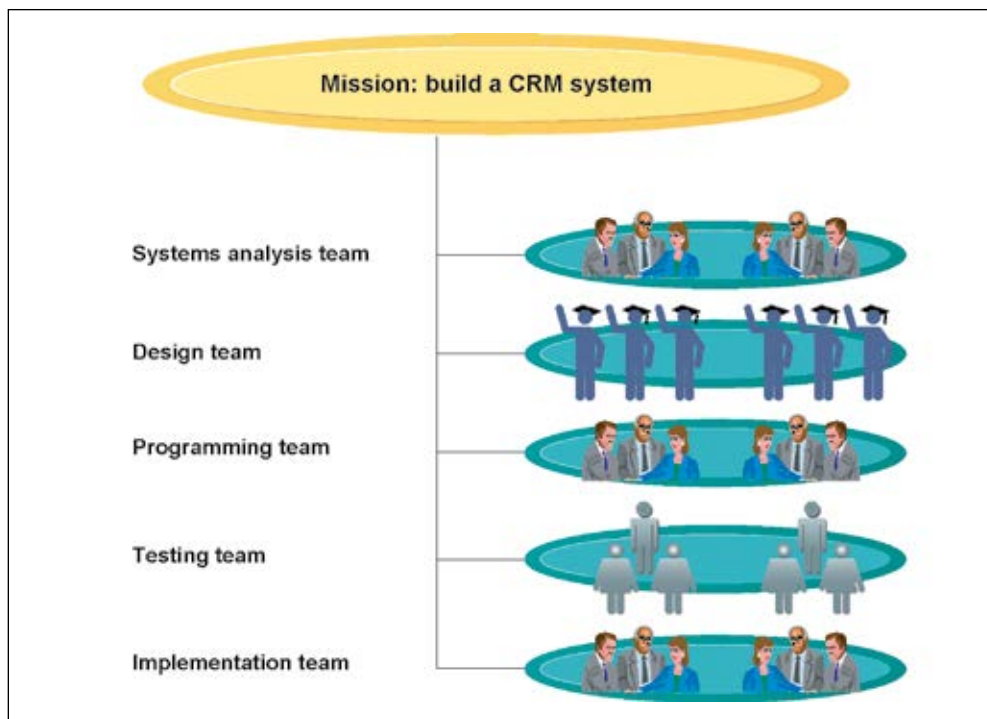 Mission: build a CRM system
Systems analysis team
Design team
Programming team
Testing team
Implementation team